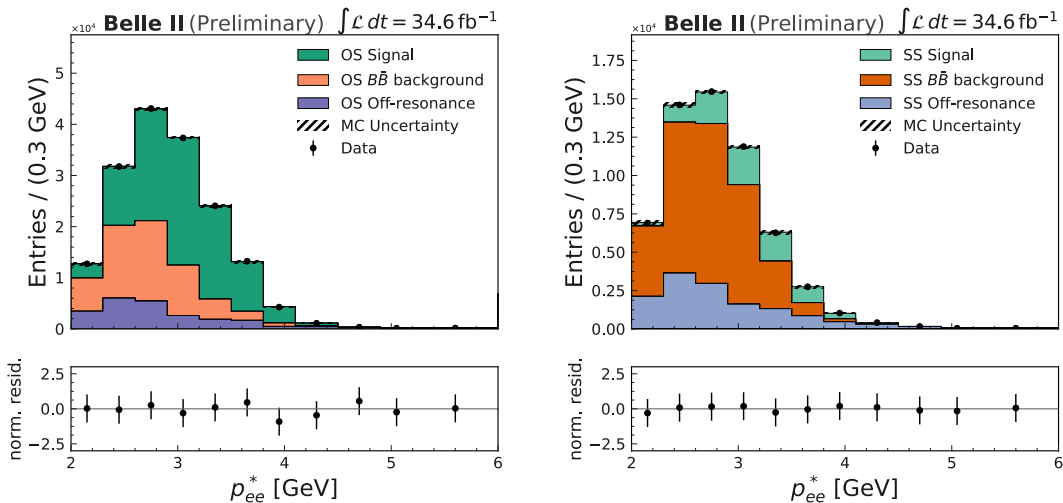 ×10⁴ Belle II (Preliminary) ∫ℒ dt = 34.6 fb⁻¹
Entries / (0.3 GeV)
5
4
3
2
1
0
OS Signal
OS BB̄ background
OS Off-resonance
MC Uncertainty
Data
norm. resid.
2.5
0.0
−2.5
2 3 4 5 6
p*ee [GeV]
×10⁴ Belle II (Preliminary) ∫ℒ dt = 34.6 fb⁻¹
Entries / (0.3 GeV)
1.75
1.50
1.25
1.00
0.75
0.50
0.25
0.00
SS Signal
SS BB̄ background
SS Off-resonance
MC Uncertainty
Data
norm. resid.
2.5
0.0
−2.5
2 3 4 5 6
p*ee [GeV]